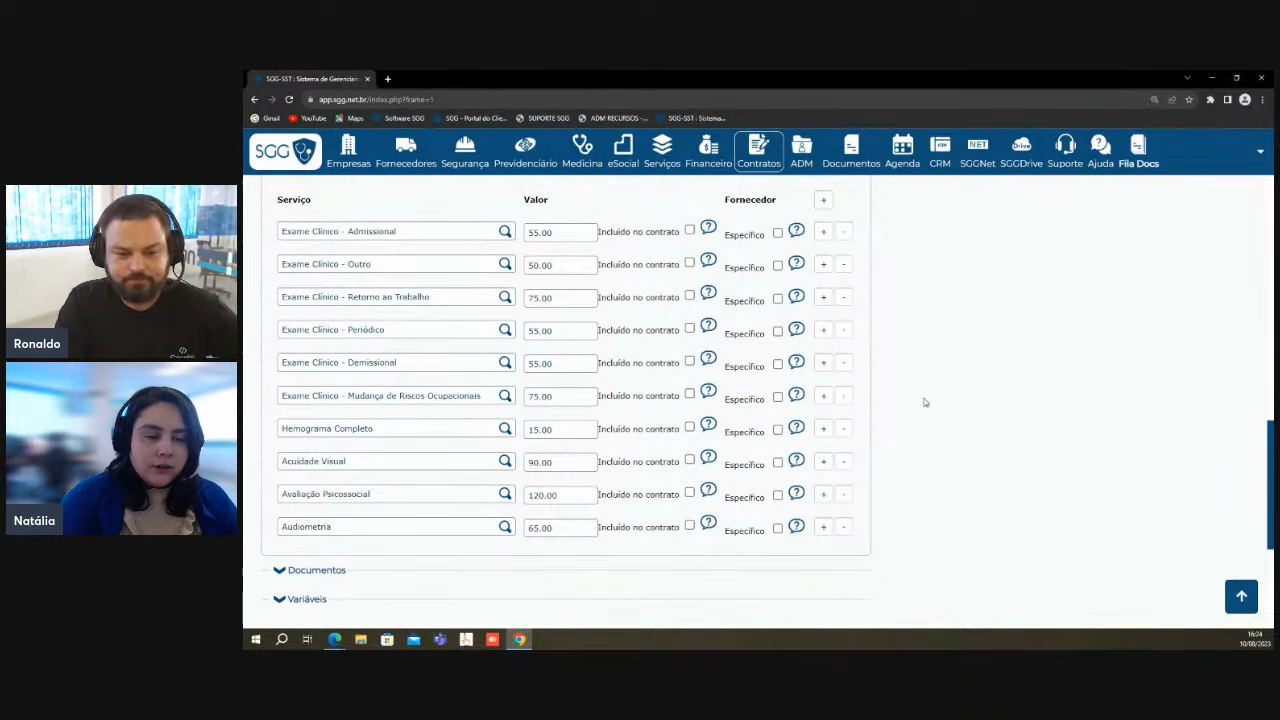 SGG-SST : Sistema de Gerencian
app.sgg.net.br/index.php?frame=1
Gmail YouTube Maps Software SGG SGG - Portal do Clie... SUPORTE SGG ADM RECURSOS -... SGG-SST : Sistema...
SGG Empresas Fornecedores Segurança Previdenciário Medicina eSocial Serviços Financeiro Contratos ADM Documentos Agenda CRM SGGNet SGGDrive Suporte Ajuda Fila Docs
Serviço Valor Fornecedor +
Exame Clínico - Admissional 55.00 Incluído no contrato ? Específico ? + -
Exame Clínico - Outro 50.00 Incluído no contrato ? Específico ? + -
Exame Clínico - Retorno ao Trabalho 75.00 Incluído no contrato ? Específico ? + -
Exame Clínico - Periódico 55.00 Incluído no contrato ? Específico ? + -
Exame Clínico - Demissional 55.00 Incluído no contrato ? Específico ? + -
Exame Clínico - Mudança de Riscos Ocupacionais 75.00 Incluído no contrato ? Específico ? + -
Hemograma Completo 15.00 Incluído no contrato ? Específico ? + -
Acuidade Visual 90.00 Incluído no contrato ? Específico ? + -
Avaliação Psicossocial 120.00 Incluído no contrato ? Específico ? + -
Audiometria 65.00 Incluído no contrato ? Específico ? + -
Documentos
Variáveis
16:24
10/08/2023
Ronaldo
Natália